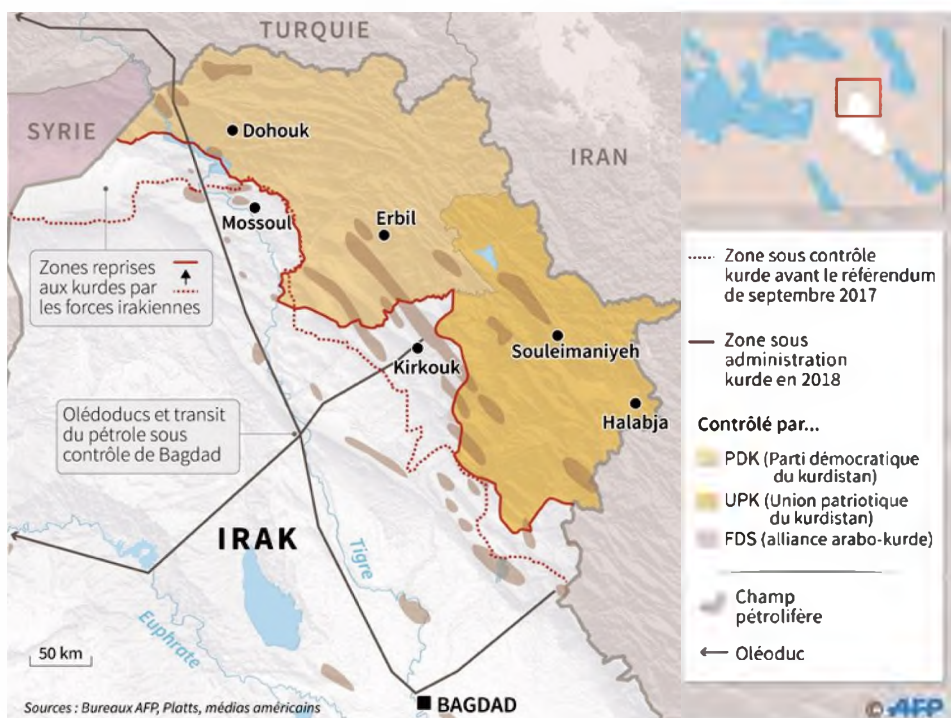 TURQUIE
SYRIE
Dohouk
IRAN
Mossoul
Erbil
Zones reprises
aux kurdes par
les forces irakiennes
Kirkouk
Souleimaniyeh
Halabja
Olédoducs et transit
du pétrole sous
contrôle de Bagdad
IRAK
Tigre
Euphrate
50 km
BAGDAD
Sources : Bureaux AFP, Platts, médias américains
Zone sous contrôle
kurde avant le référendum
de septembre 2017
Zone sous
administration
kurde en 2018
Contrôlé par...
PDK (Parti démocratique
du kurdistan)
UPK (Union patriotique
du kurdistan)
FDS (alliance arabo-kurde)
Champ
pétrolifère
Oléoduc
© AFP